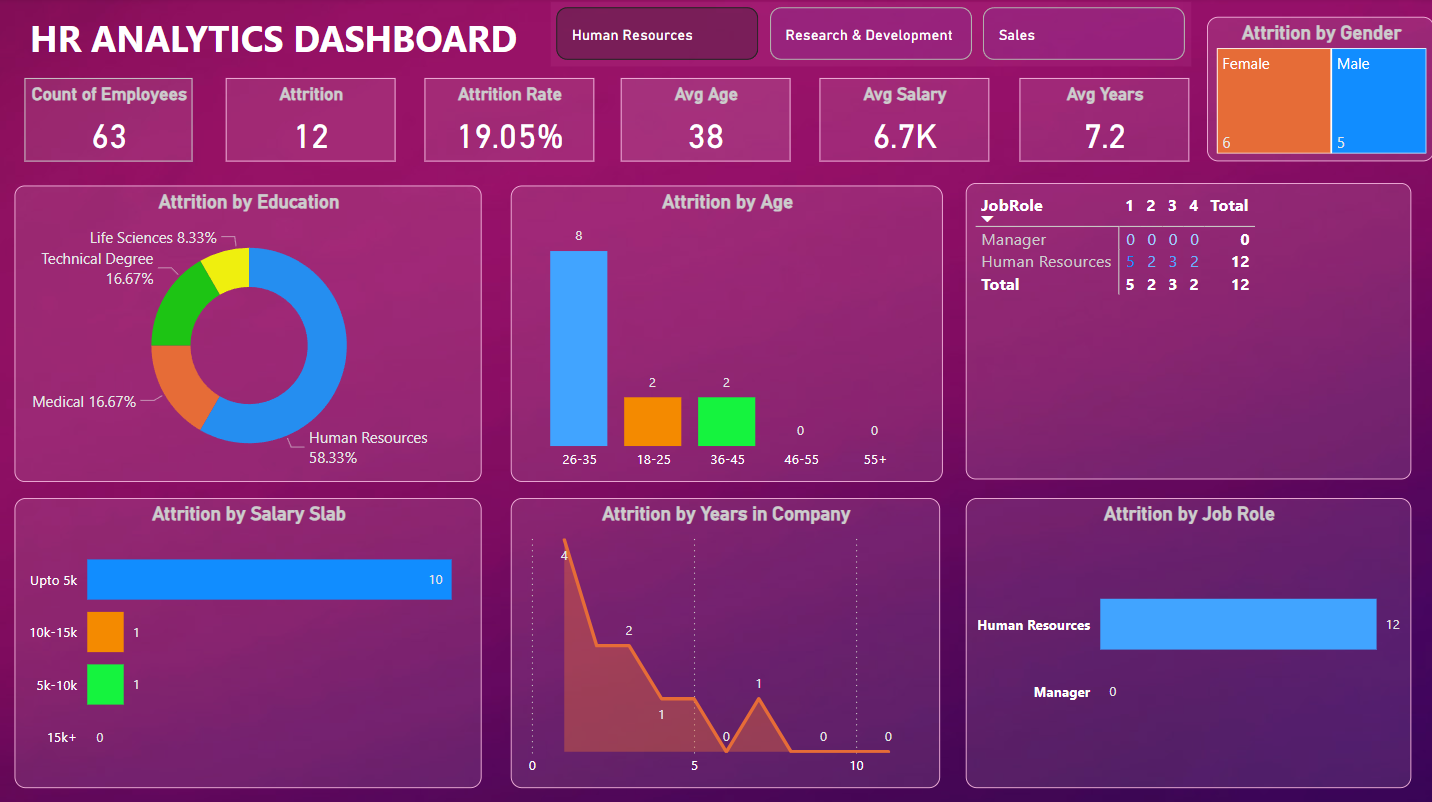 HR ANALYTICS DASHBOARD
Human Resources
Research & Development
Sales
Attrition by Gender
Female
Male
6
5
Count of Employees
63
Attrition
12
Attrition Rate
19.05%
Avg Age
38
Avg Salary
6.7K
Avg Years
7.2
Attrition by Education
Life Sciences 8.33%
Technical Degree
16.67%
Medical 16.67%
Human Resources
58.33%
Attrition by Age
8
2
2
0
0
26-35
18-25
36-45
46-55
55+
JobRole 1 2 3 4 Total
Manager 0 0 0 0 0
Human Resources 5 2 3 2 12
Total 5 2 3 2 12
Attrition by Salary Slab
Upto 5k 10
10k-15k 1
5k-10k 1
15k+ 0
Attrition by Years in Company
4
2
1
0
1
0
0
0
5
10
Attrition by Job Role
Human Resources 12
Manager 0